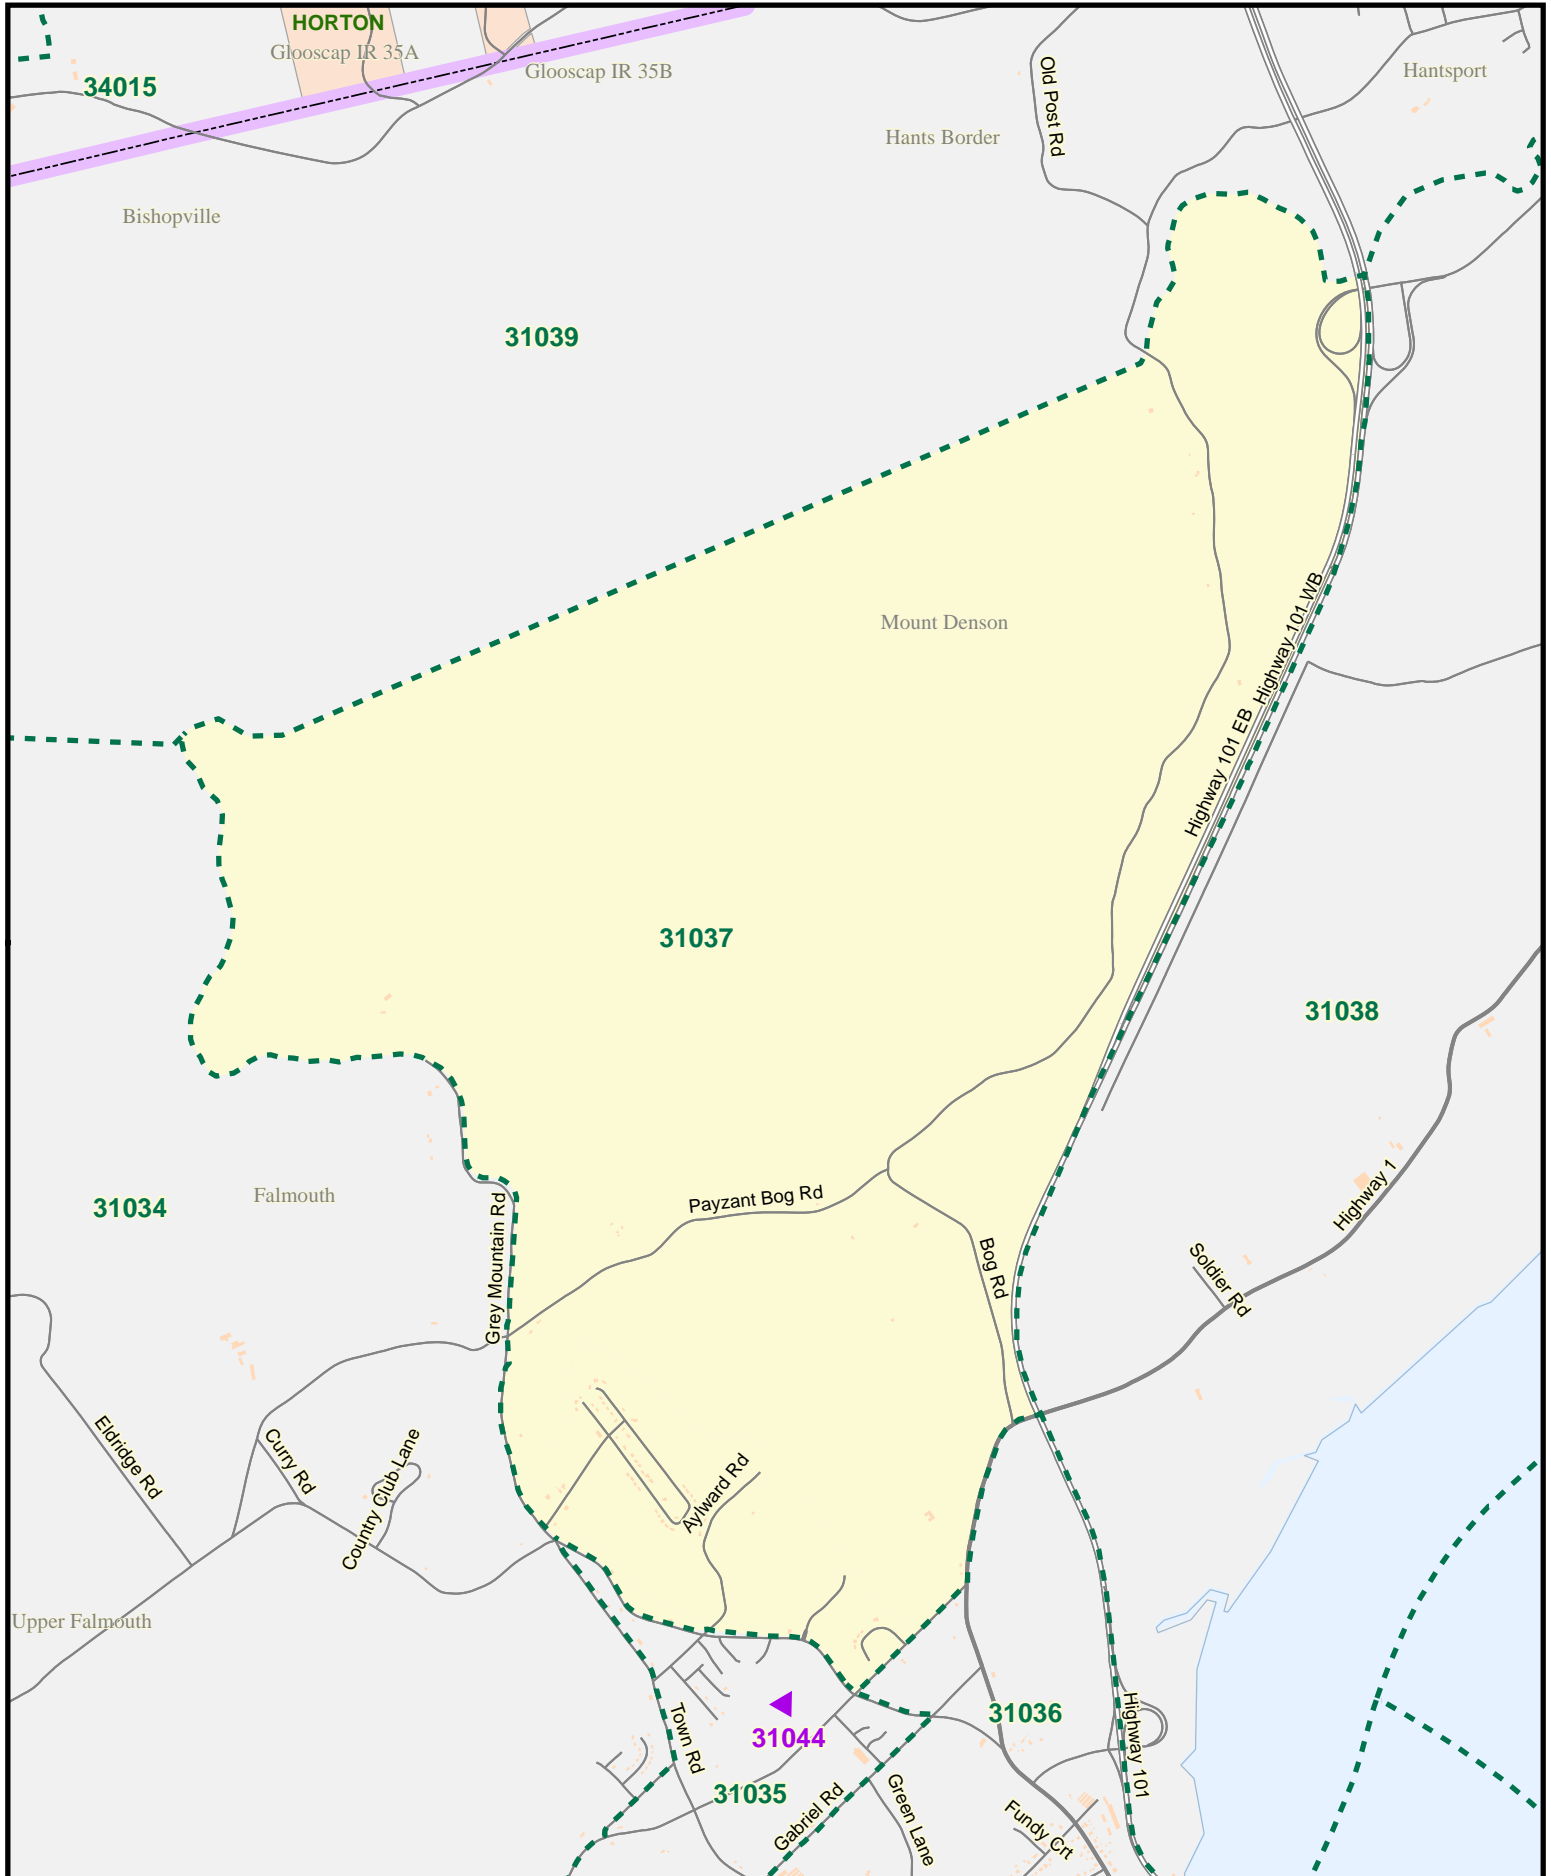 HORTON
Glooscap IR 35A
Glooscap IR 35B
34015
Old Post Rd
Hantsport
Hants Border
Bishopville
31039
Mount Denson
Highway 101 WB
Highway 101 EB
31037
31038
Highway 1
31034
Falmouth
Grey Mountain Rd
Payzant Bog Rd
Bog Rd
Soldier Rd
Eldridge Rd
Curry Rd
Country Club Lane
Aylward Rd
Upper Falmouth
Town Rd
31044
31036
Highway 101
31035
Gabriel Rd
Green Lane
Fundy Crt